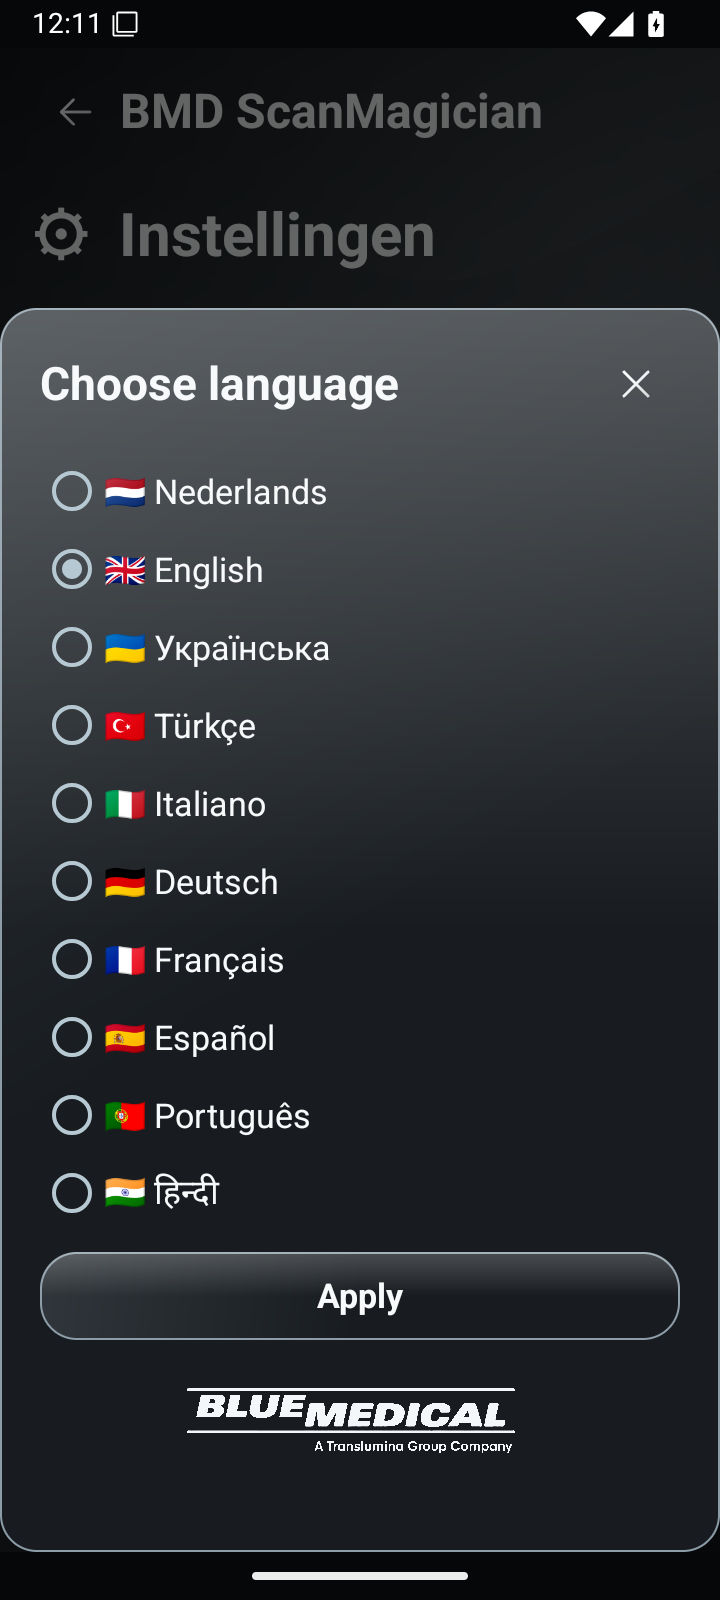 12:11
BMD ScanMagician
Instellingen
Choose language
Nederlands
English
Українська
Türkçe
Italiano
Deutsch
Français
Español
Português
हिन्दी
Apply
BLUEMEDICAL
A Translumina Group Company